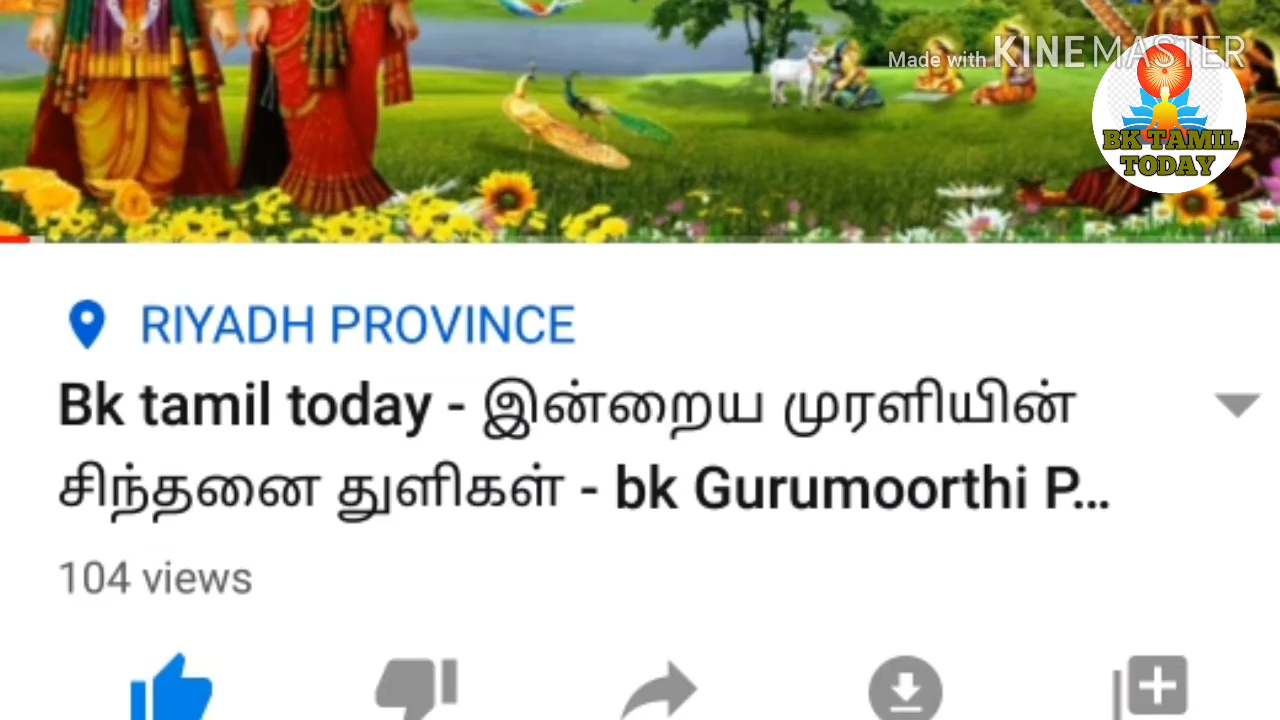 Made with KINEMASTER
BK TAMIL
TODAY
RIYADH PROVINCE
Bk tamil today - இன்றைய முரளியின்
சிந்தனை துளிகள் - bk Gurumoorthi P...
104 views